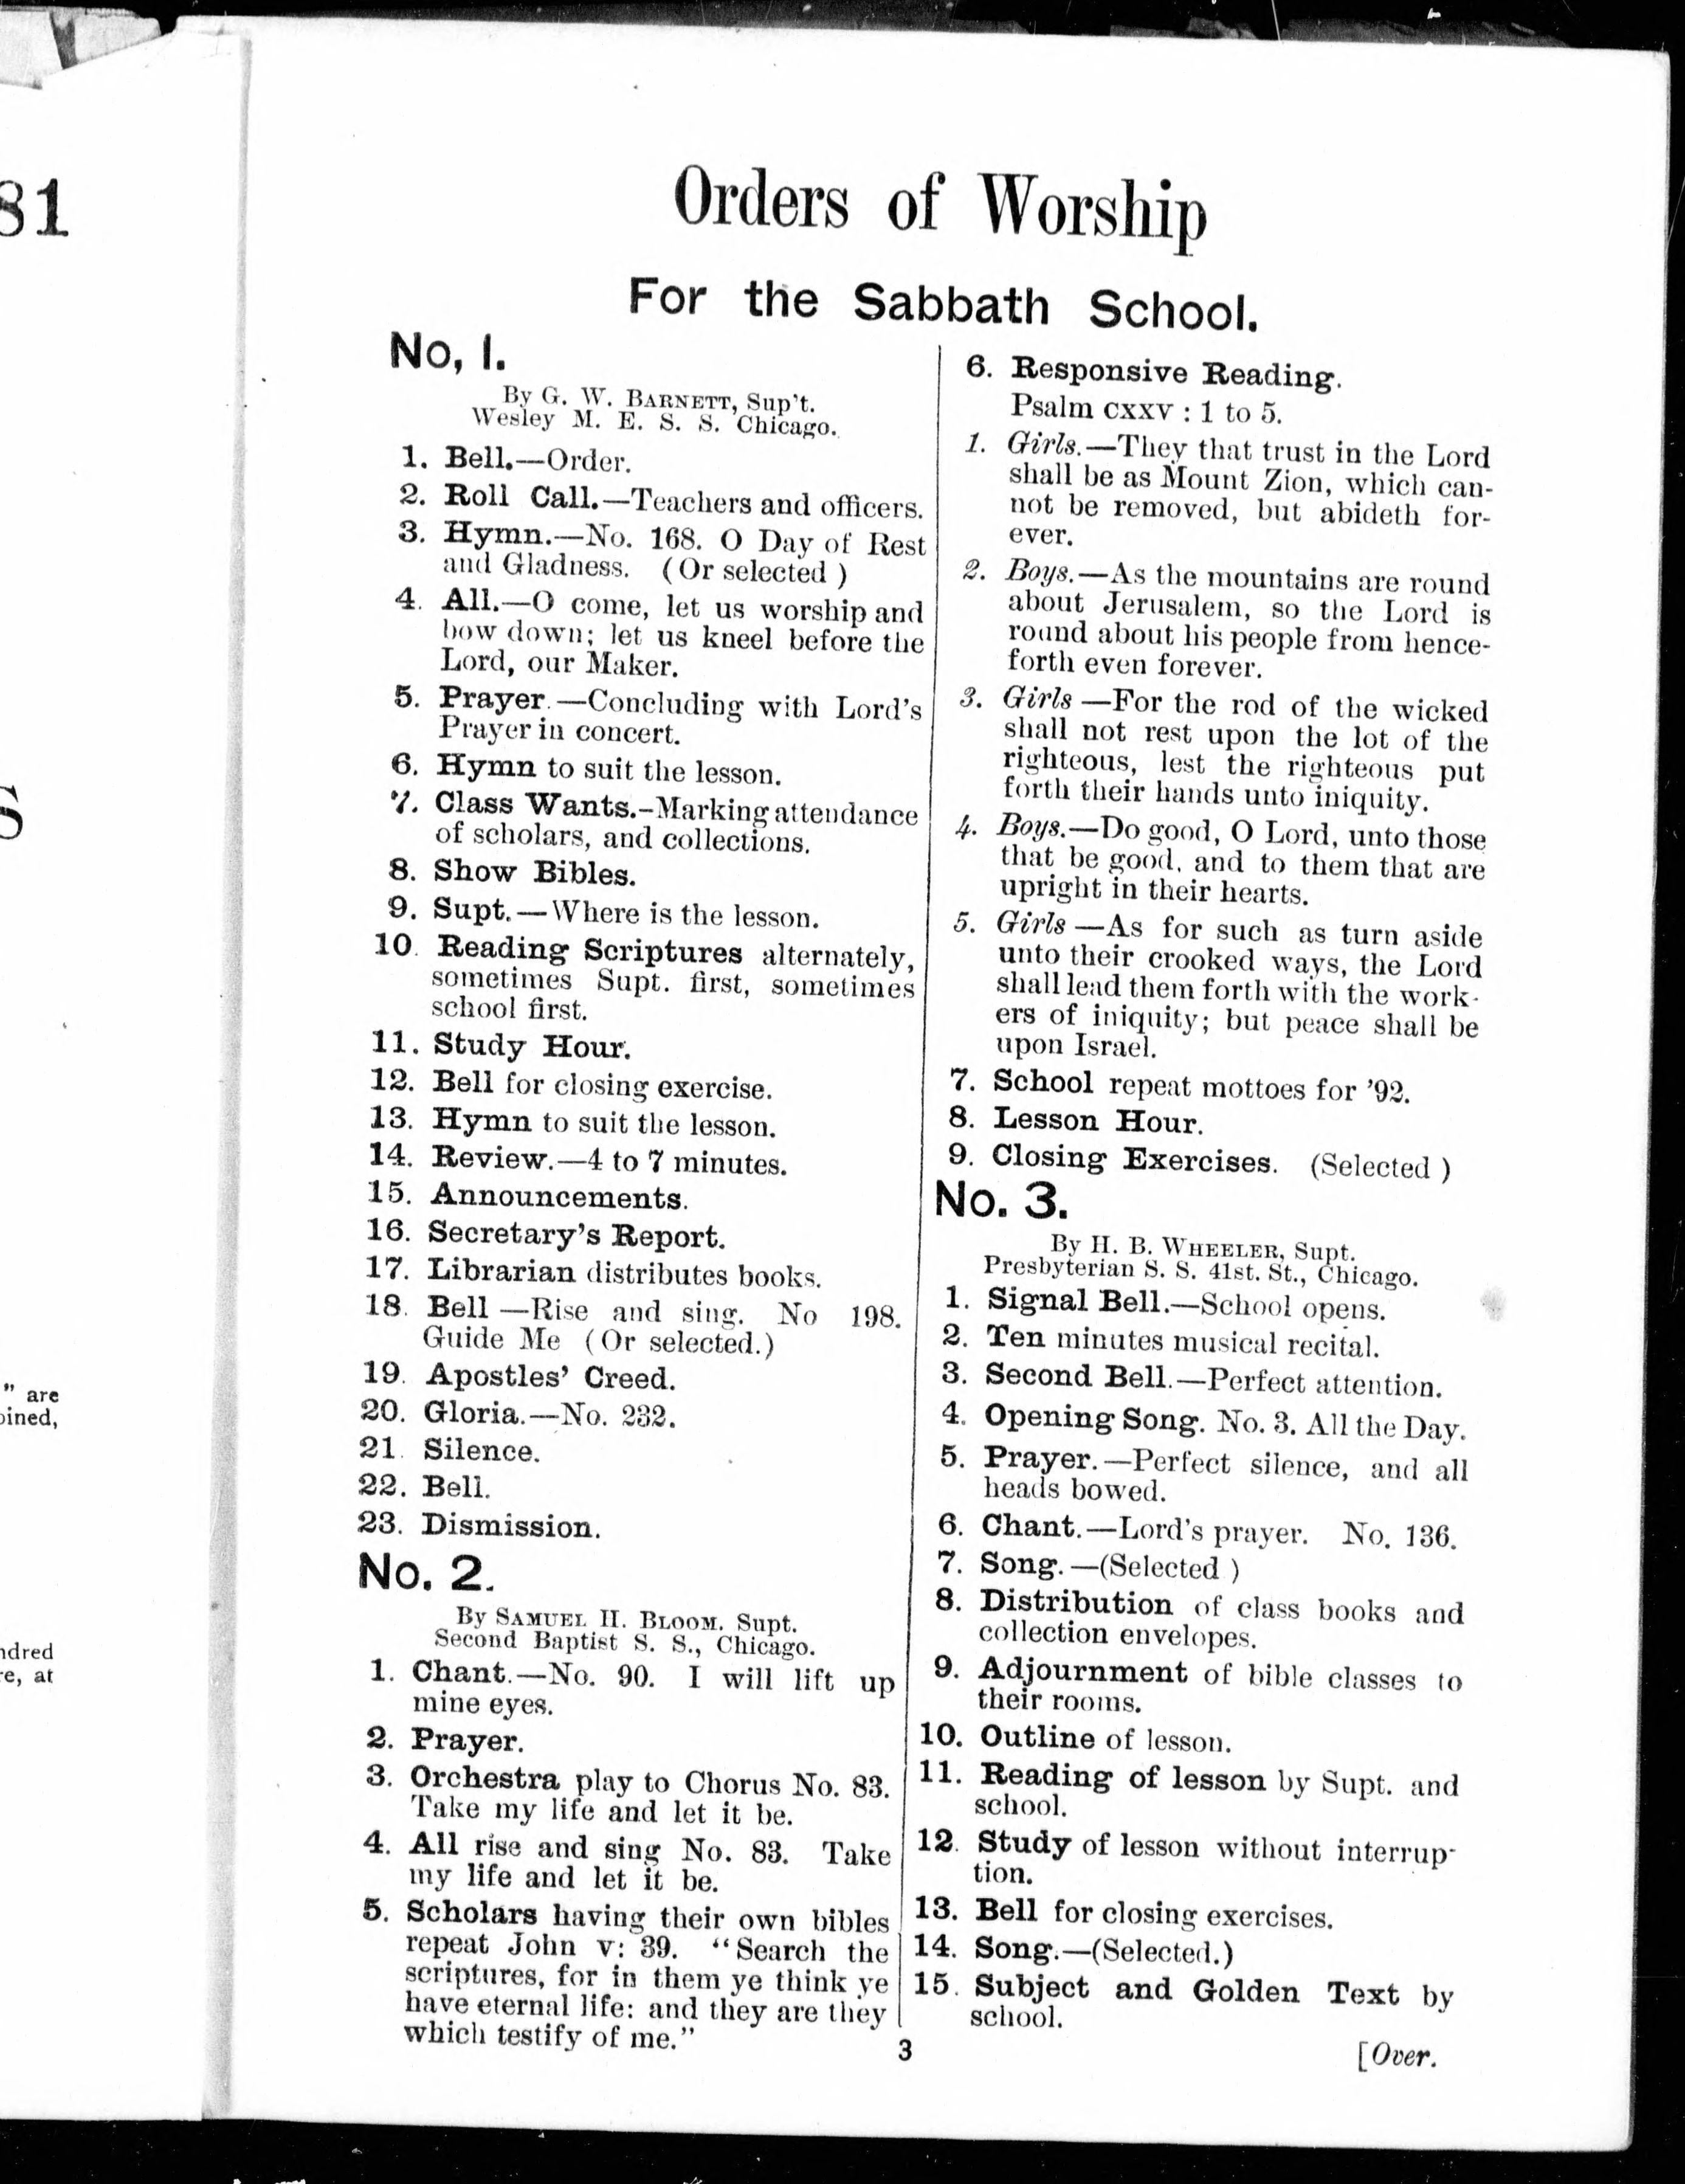 81
S
" are
oined,
ndred
re, at
Orders of Worship
For the Sabbath School.
No, 1.
By G. W. BARNETT, Sup't.
Wesley M. E. S. S. Chicago.
1. Bell.—Order.
2. Roll Call.—Teachers and officers.
3. Hymn.—No. 168. O Day of Rest
and Gladness. (Or selected )
4. All.—O come, let us worship and
bow down; let us kneel before the
Lord, our Maker.
5. Prayer.—Concluding with Lord's
Prayer in concert.
6. Hymn to suit the lesson.
7. Class Wants.-Marking attendance
of scholars, and collections.
8. Show Bibles.
9. Supt.—Where is the lesson.
10. Reading Scriptures alternately,
sometimes Supt. first, sometimes
school first.
11. Study Hour.
12. Bell for closing exercise.
13. Hymn to suit the lesson.
14. Review.—4 to 7 minutes.
15. Announcements.
16. Secretary's Report.
17. Librarian distributes books.
18. Bell —Rise and sing. No 198.
Guide Me (Or selected.)
19. Apostles' Creed.
20. Gloria.—No. 232.
21. Silence.
22. Bell.
23. Dismission.
No. 2.
By SAMUEL H. BLOOM. Supt.
Second Baptist S. S., Chicago.
1. Chant.—No. 90. I will lift up
mine eyes.
2. Prayer.
3. Orchestra play to Chorus No. 83.
Take my life and let it be.
4. All rise and sing No. 83. Take
my life and let it be.
5. Scholars having their own bibles
repeat John v: 39. "Search the
scriptures, for in them ye think ye
have eternal life: and they are they
which testify of me."
6. Responsive Reading.
Psalm cxxv : 1 to 5.
1. Girls.—They that trust in the Lord
shall be as Mount Zion, which can-
not be removed, but abideth for-
ever.
2. Boys.—As the mountains are round
about Jerusalem, so the Lord is
round about his people from hence-
forth even forever.
3. Girls —For the rod of the wicked
shall not rest upon the lot of the
righteous, lest the righteous put
forth their hands unto iniquity.
4. Boys.—Do good, O Lord, unto those
that be good, and to them that are
upright in their hearts.
5. Girls —As for such as turn aside
unto their crooked ways, the Lord
shall lead them forth with the work-
ers of iniquity; but peace shall be
upon Israel.
7. School repeat mottoes for '92.
8. Lesson Hour.
9. Closing Exercises. (Selected )
No. 3.
By H. B. WHEELER, Supt.
Presbyterian S. S. 41st. St., Chicago.
1. Signal Bell.—School opens.
2. Ten minutes musical recital.
3. Second Bell.—Perfect attention.
4. Opening Song. No. 3. All the Day.
5. Prayer.—Perfect silence, and all
heads bowed.
6. Chant.—Lord's prayer. No. 136.
7. Song.—(Selected )
8. Distribution of class books and
collection envelopes.
9. Adjournment of bible classes to
their rooms.
10. Outline of lesson.
11. Reading of lesson by Supt. and
school.
12. Study of lesson without interrup-
tion.
13. Bell for closing exercises.
14. Song.—(Selected.)
15. Subject and Golden Text by
school.
3
[Over.